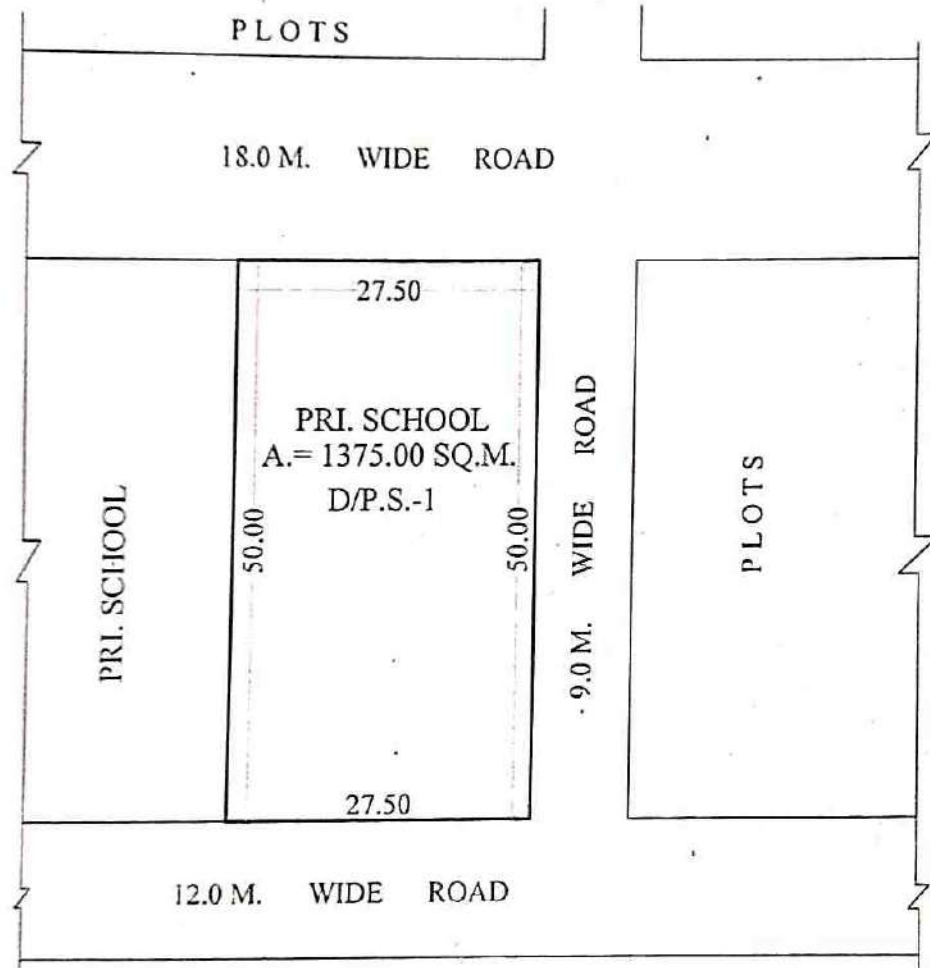 PLOTS
18.0 M. WIDE ROAD
27.50
PRI. SCHOOL
A.= 1375.00 SQ.M.
D/P.S.-1
PRI. SCHOOL
50.00
50.00
9.0 M. WIDE ROAD
PLOTS
27.50
12.0 M. WIDE ROAD